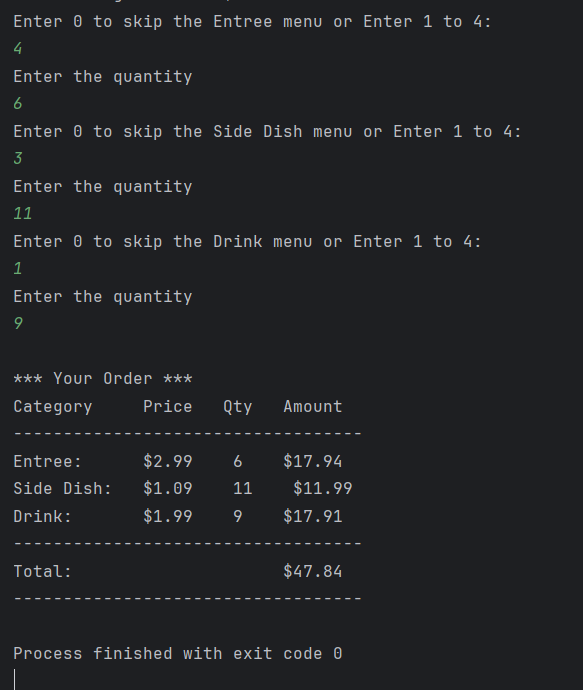 Enter 0 to skip the Entree menu or Enter 1 to 4:
4
Enter the quantity
6
Enter 0 to skip the Side Dish menu or Enter 1 to 4:
3
Enter the quantity
11
Enter 0 to skip the Drink menu or Enter 1 to 4:
1
Enter the quantity
9

*** Your Order ***
Category     Price   Qty   Amount
-----------------------------------
Entree:      $2.99    6    $17.94
Side Dish:   $1.09    11    $11.99
Drink:       $1.99    9    $17.91
-----------------------------------
Total:                     $47.84
-----------------------------------

Process finished with exit code 0